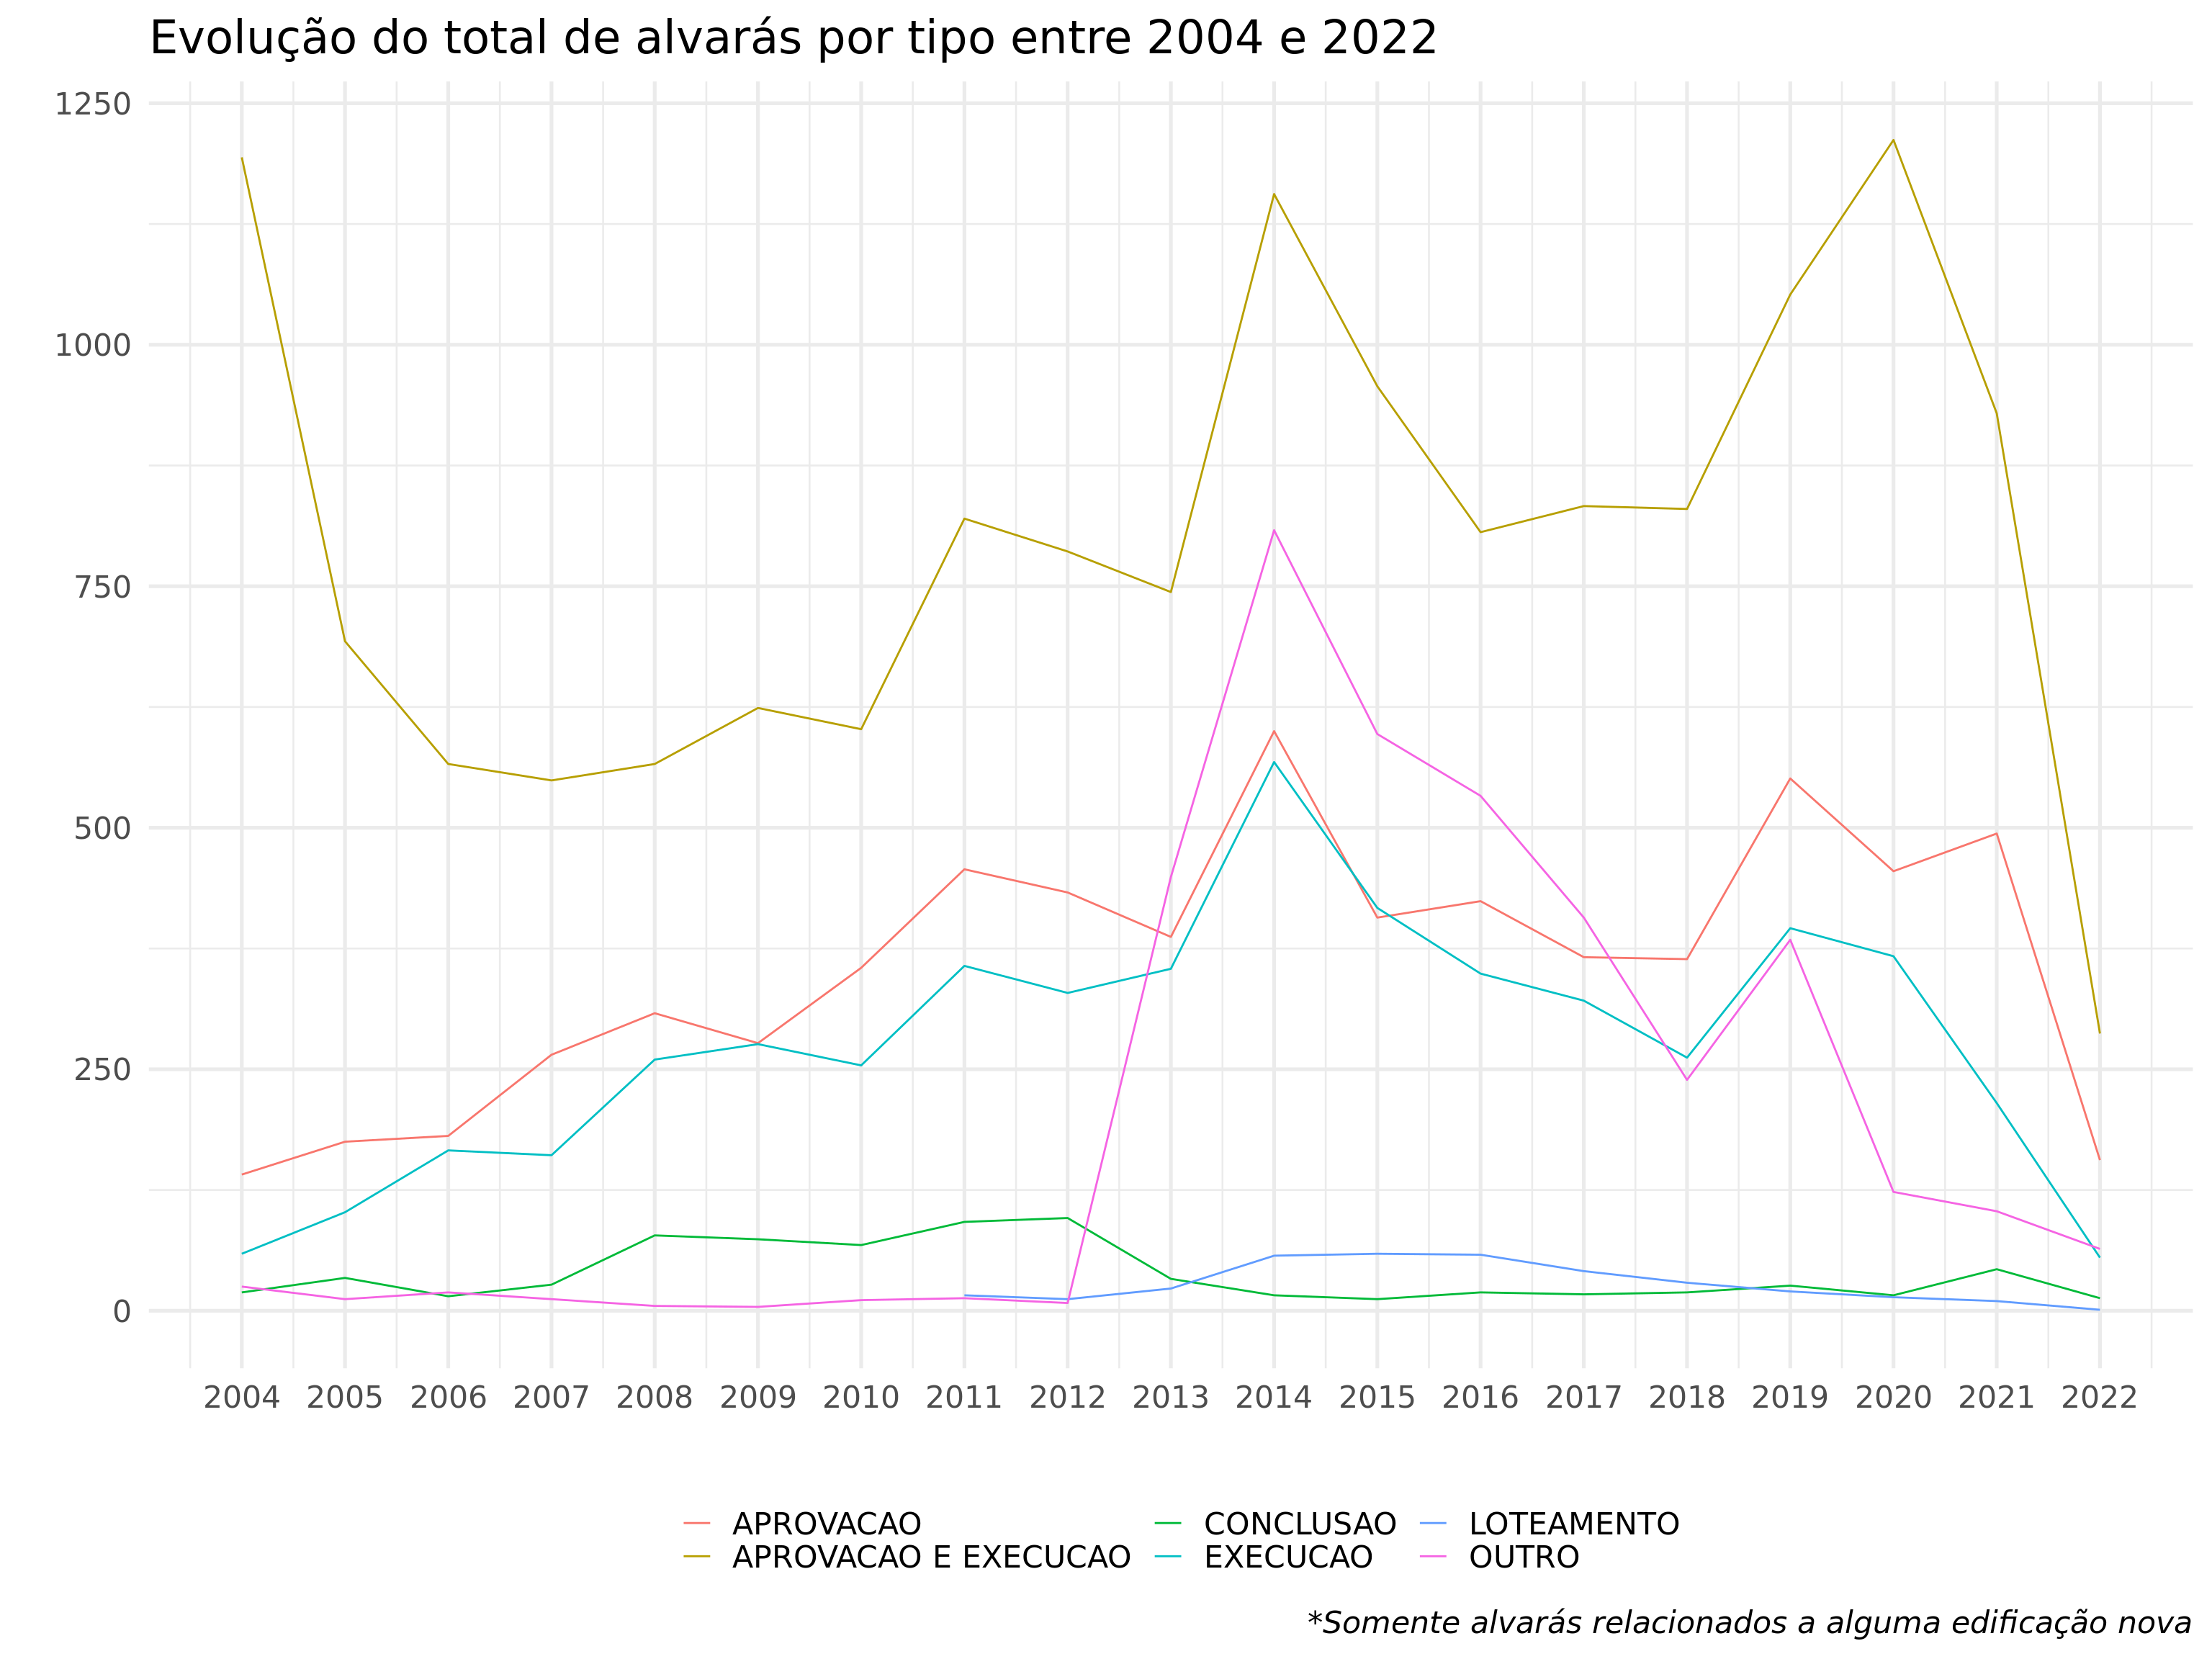 Evolução do total de alvarás por tipo entre 2004 e 2022
1250
1000
750
500
250
0
2004 2005 2006 2007 2008 2009 2010 2011 2012 2013 2014 2015 2016 2017 2018 2019 2020 2021 2022
APROVACAO CONCLUSAO LOTEAMENTO
APROVACAO E EXECUCAO EXECUCAO OUTRO
*Somente alvarás relacionados a alguma edificação nova